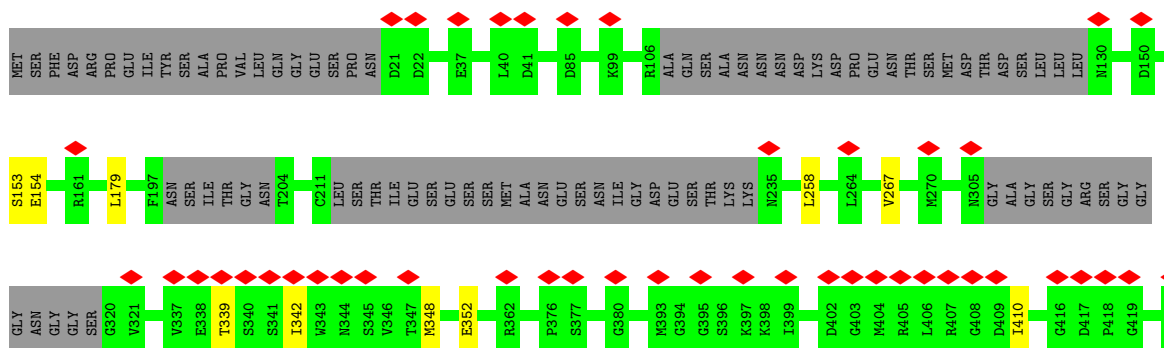 MET SER PHE ASP ARG PRO GLU ILE TYR SER ALA PRO VAL LEU GLN GLY GLU SER PRO ASN D21 D22 E37 L40 D41 D85 K99 R106 ALA GLN SER ALA ASN ASN ASN ASP LYS ASP PRO GLU ASN THR SER MET ASP THR ASP SER LEU LEU LEU N130 D150
S153 E154 R161 L179 F197 ASN SER ILE THR GLY ASN T204 C211 LEU SER THR ILE GLU SER GLU SER SER MET ALA ASN GLU SER ASN ILE GLY ASP GLU SER THR LYS LYS N235 L258 L264 V267 M270 N305 GLY ALA GLY SER GLY ARG SER GLY GLY
GLY ASN GLY GLY SER G320 V321 V337 E338 T339 S340 S341 I342 W343 N344 S345 V346 T347 M348 E352 R362 P376 S377 G380 M393 G394 G395 S396 K397 K398 I399 D402 G403 M404 R405 L406 R407 G408 D409 I410 G416 D417 P418 G419